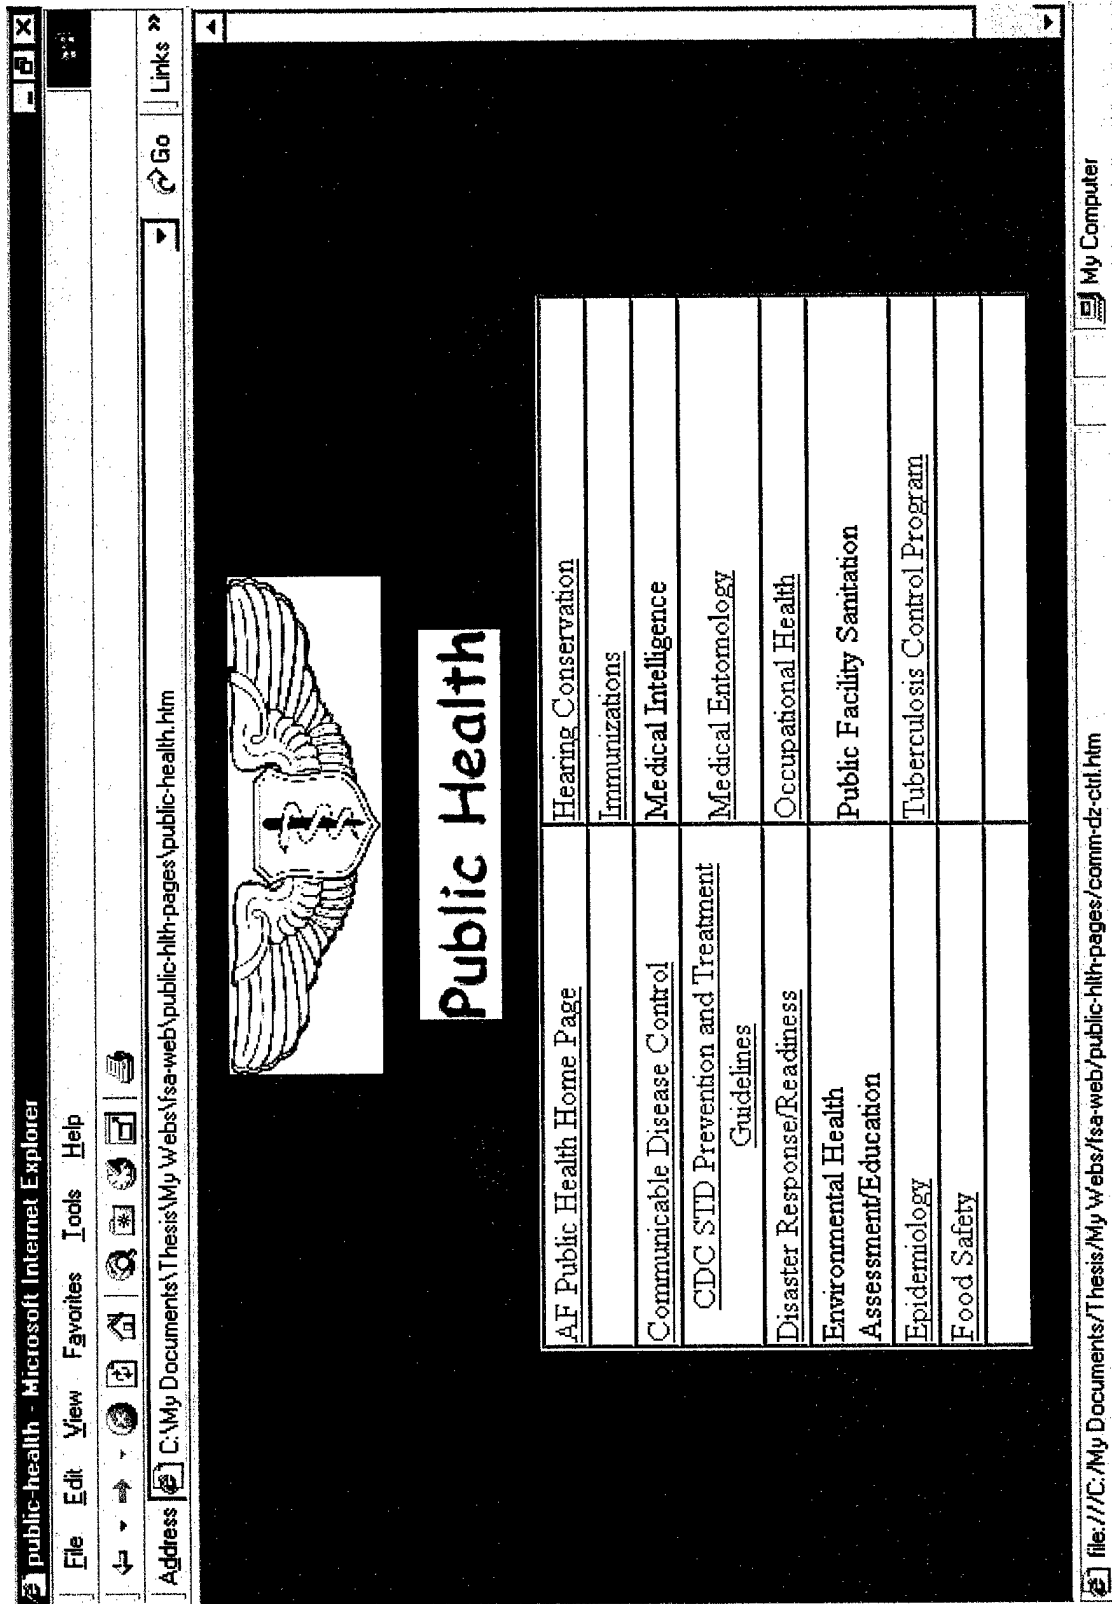 public-health - Microsoft Internet Explorer
File Edit View Favorites Tools Help
Address C:\My Documents\Thesis\My Webs\fsa-web\public-hlth-pages\public-health.htm Go Links »
Public Health
AF Public Health Home Page Hearing Conservation
Immunizations
Communicable Disease Control Medical Intelligence
CDC STD Prevention and Treatment
Guidelines Medical Entomology
Disaster Response/Readiness Occupational Health
Environmental Health
Assessment/Education Public Facility Sanitation
Epidemiology Tuberculosis Control Program
Food Safety
file:///C:/My Documents/Thesis/My Webs/fsa-web/public-hlth-pages/comm-dz-ctrl.htm My Computer